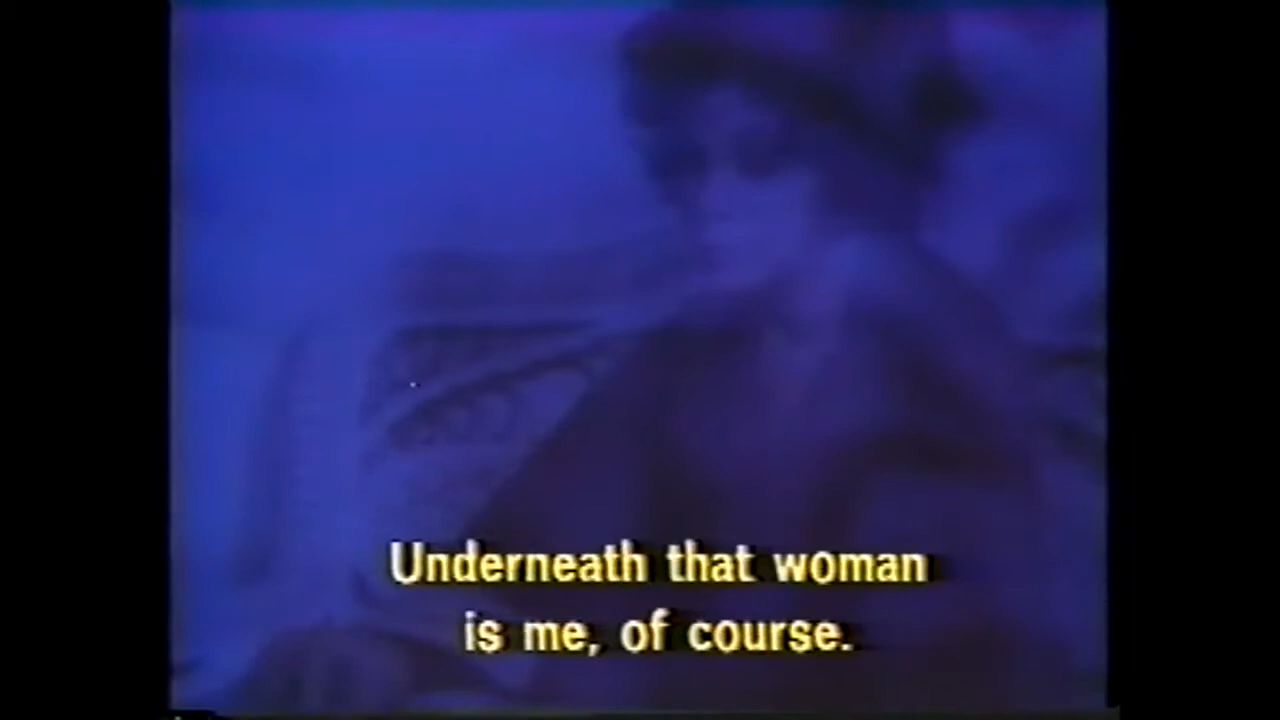 Underneath that woman
is me, of course.